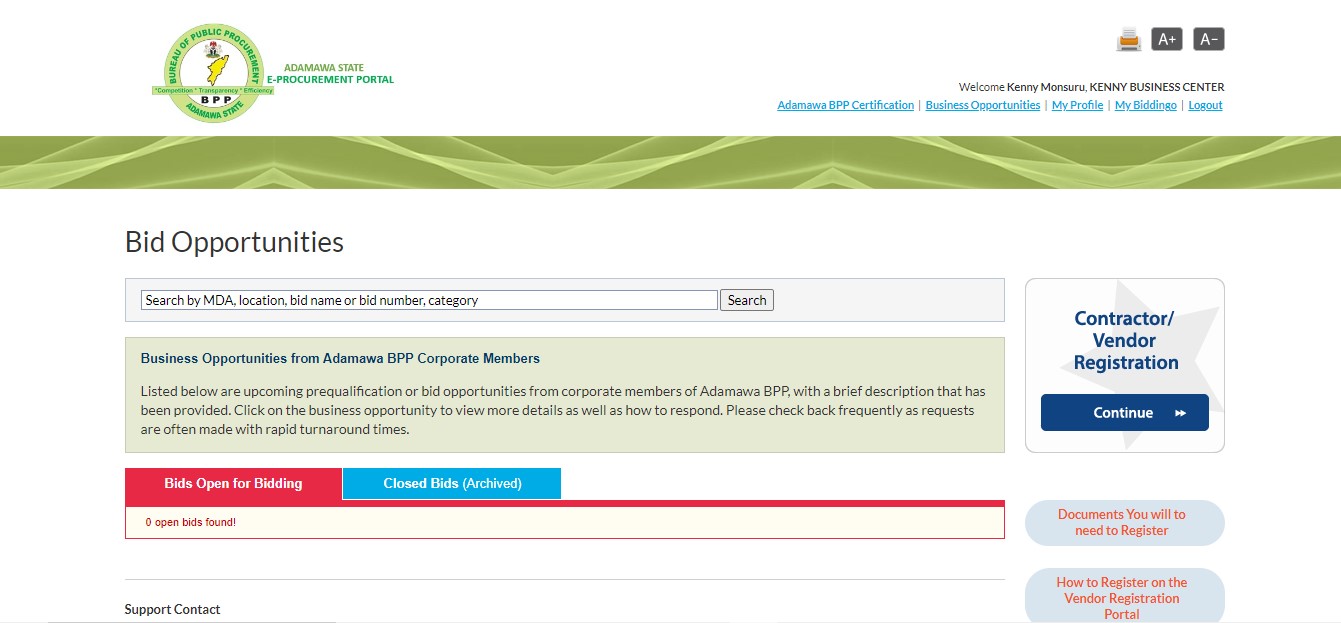 BUREAU OF PUBLIC PROCUREMENT
"Competition * Transparency * Efficiency
BPP
ADAMAWA STATE
ADAMAWA STATE
E-PROCUREMENT PORTAL
A+ A-
Welcome Kenny Monsuru, KENNY BUSINESS CENTER
Adamawa BPP Certification | Business Opportunities | My Profile | My Biddingo | Logout
Bid Opportunities
Search by MDA, location, bid name or bid number, category Search
Business Opportunities from Adamawa BPP Corporate Members
Listed below are upcoming prequalification or bid opportunities from corporate members of Adamawa BPP, with a brief description that has
been provided. Click on the business opportunity to view more details as well as how to respond. Please check back frequently as requests
are often made with rapid turnaround times.
Bids Open for Bidding Closed Bids (Archived)
0 open bids found!
Support Contact
Contractor/
Vendor
Registration
Continue
Documents You will to
need to Register
How to Register on the
Vendor Registration
Portal